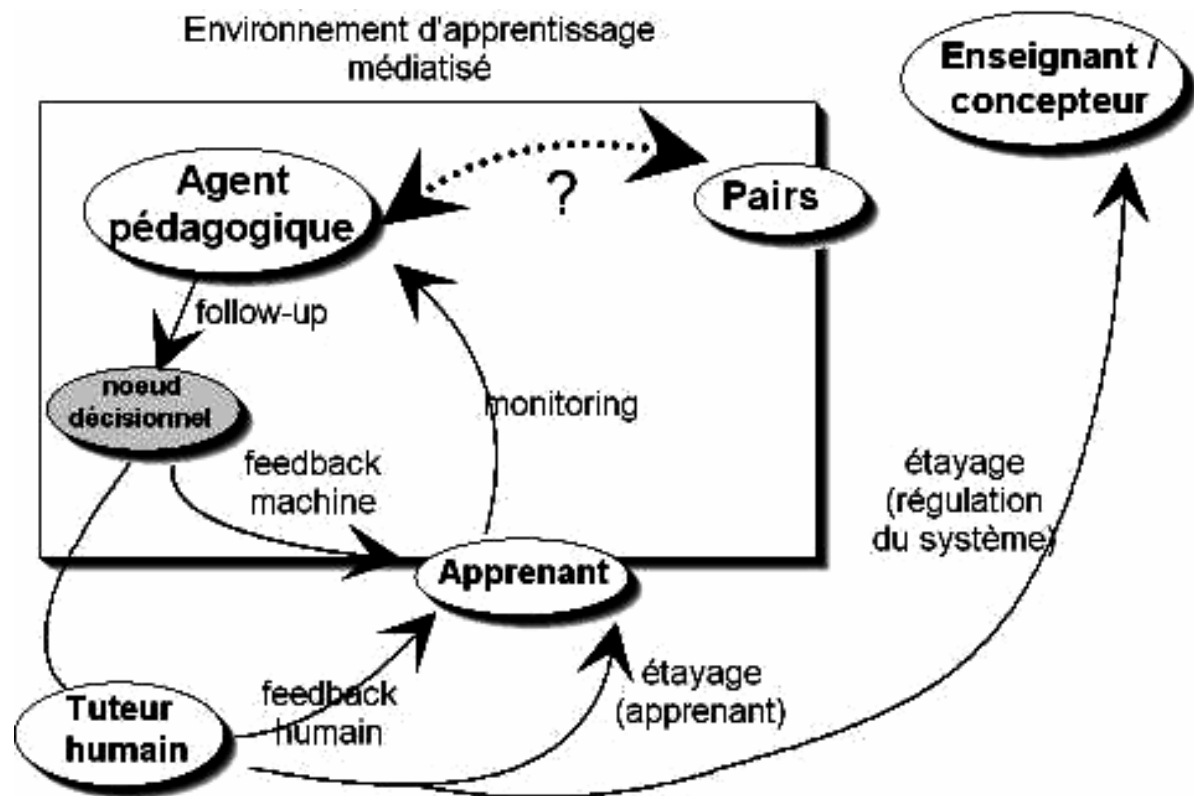 Environnement d'apprentissage
médiatisé
Enseignant /
concepteur
Agent
pédagogique
?
Pairs
follow-up
noeud
décisionnel
monitoring
feedback
machine
étayage
(régulation
du système)
Apprenant
étayage
(apprenant)
feedback
humain
Tuteur
humain